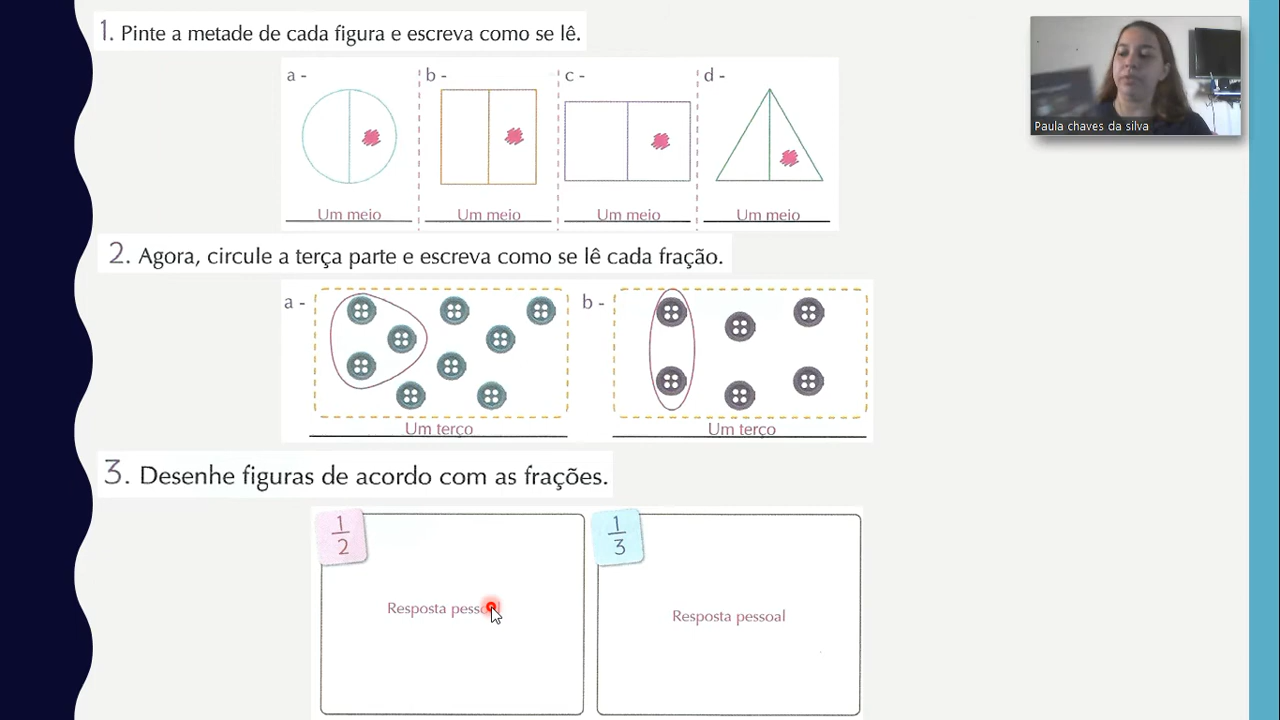 1. Pinte a metade de cada figura e escreva como se lê.
a - b - c - d -
Um meio Um meio Um meio Um meio
2. Agora, circule a terça parte e escreva como se lê cada fração.
a - b -
Um terço Um terço
3. Desenhe figuras de acordo com as frações.
1/2 1/3
Resposta pessoal Resposta pessoal
Paula chaves da silva